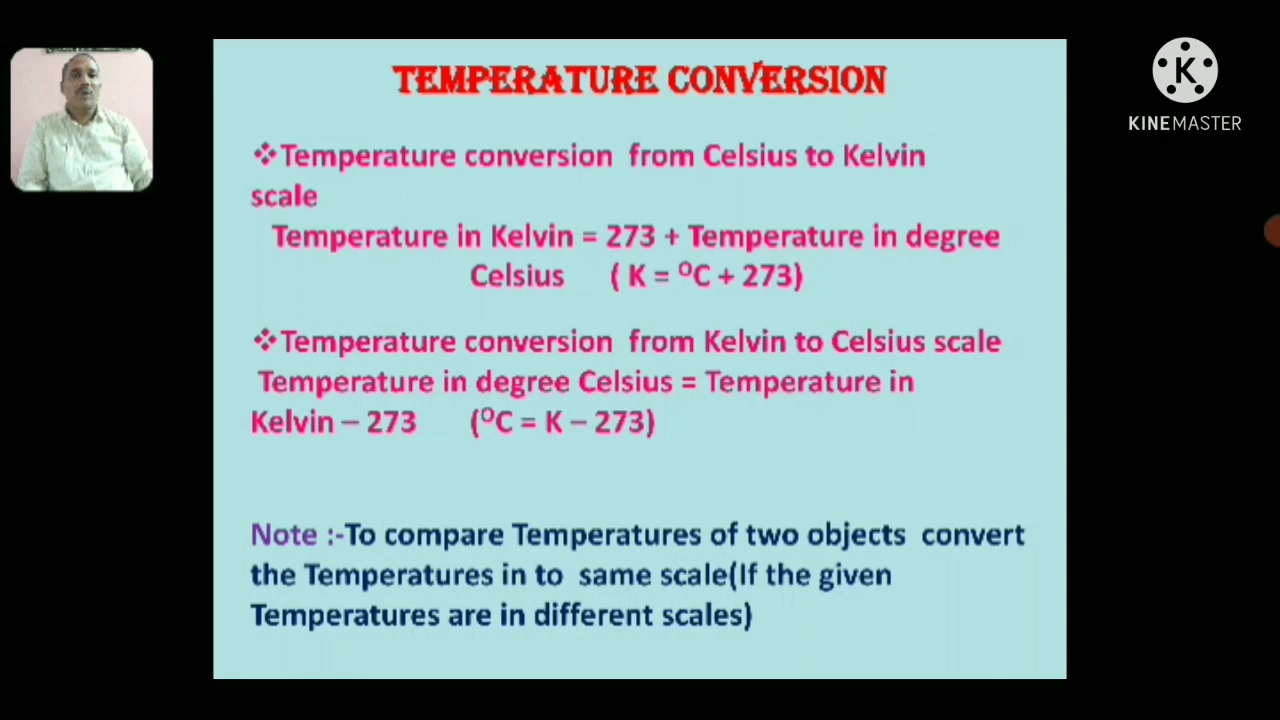 TEMPERATURE CONVERSION
K
KINEMASTER
❖Temperature conversion from Celsius to Kelvin
scale
Temperature in Kelvin = 273 + Temperature in degree
Celsius ( K = ⁰C + 273)
❖Temperature conversion from Kelvin to Celsius scale
Temperature in degree Celsius = Temperature in
Kelvin – 273 (⁰C = K – 273)
Note :-To compare Temperatures of two objects convert
the Temperatures in to same scale(If the given
Temperatures are in different scales)